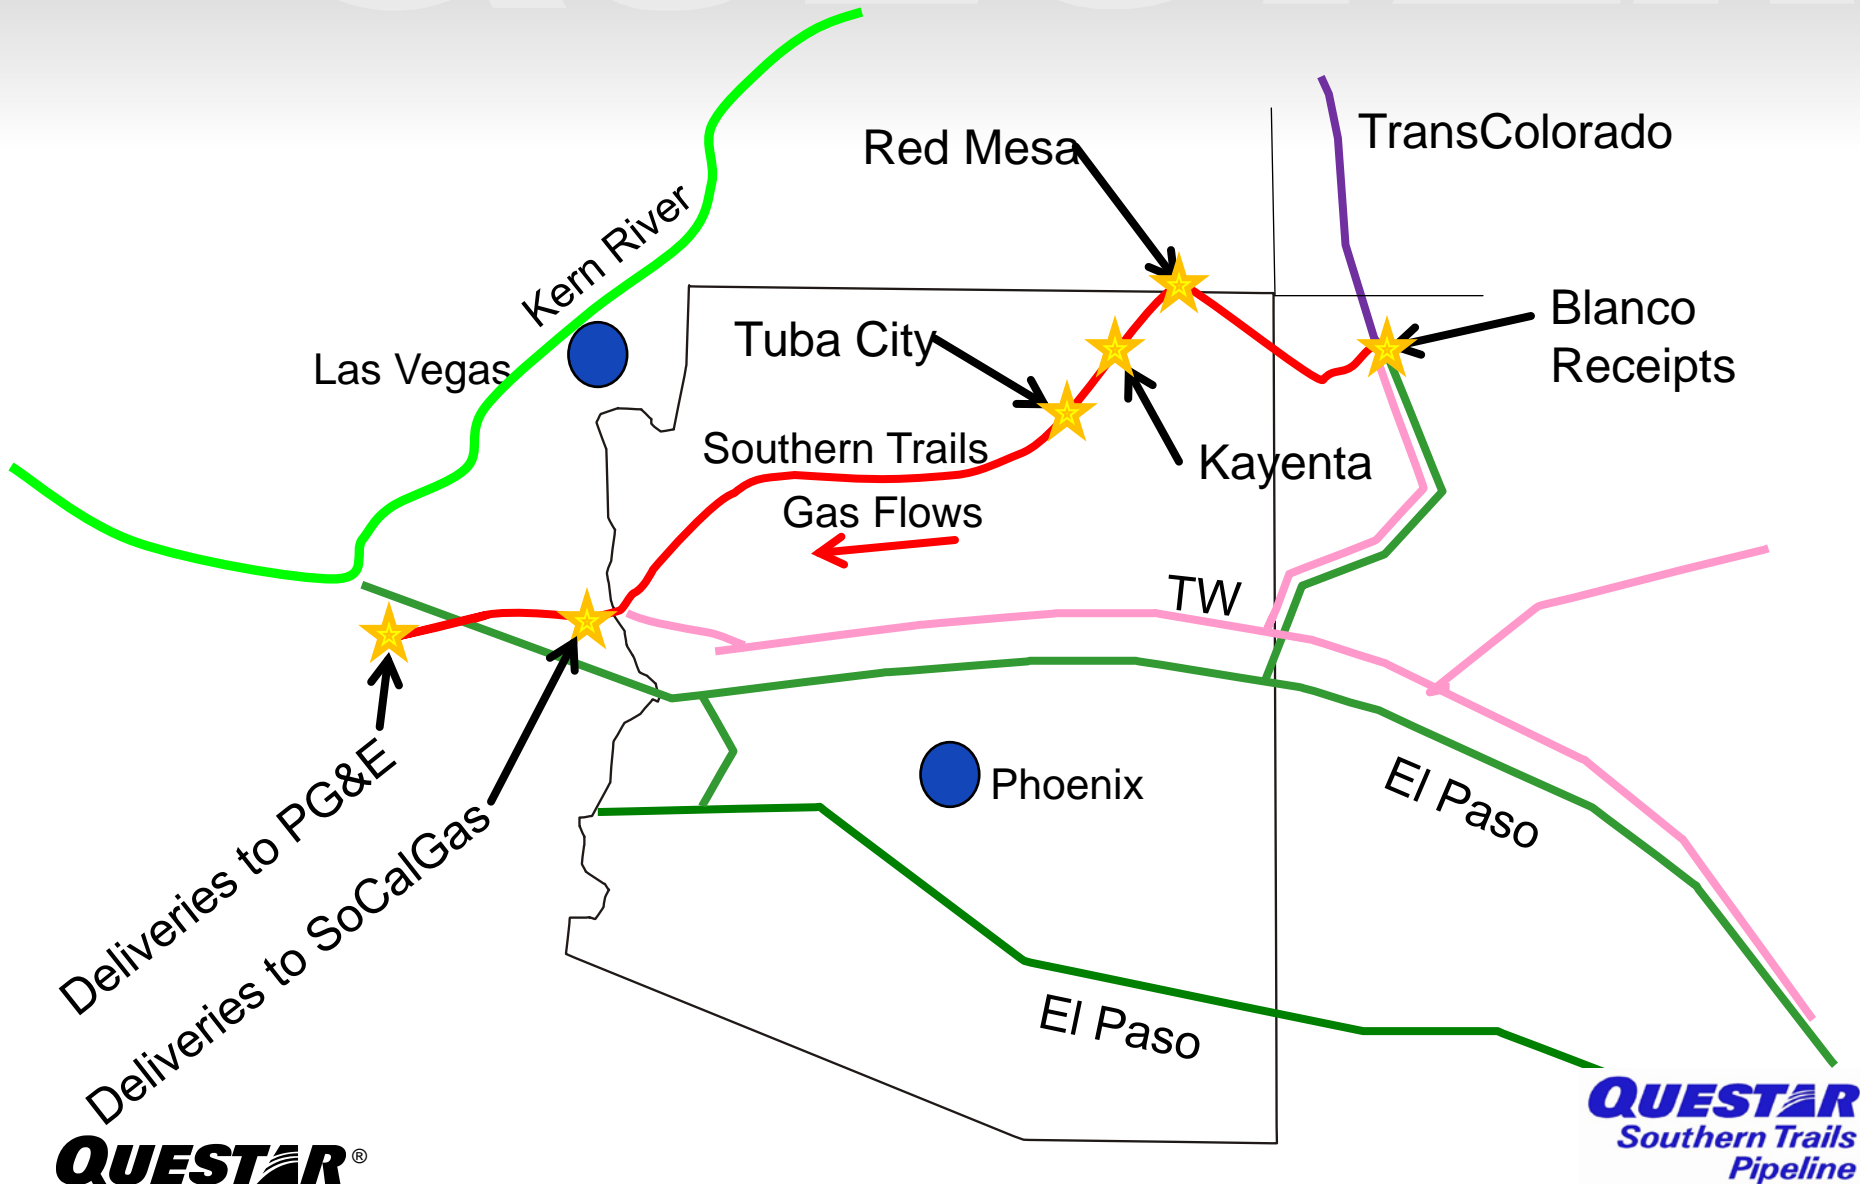 TransColorado
Red Mesa
Kern River
Blanco
Receipts
Tuba City
Las Vegas
Southern Trails
Kayenta
Gas Flows
TW
Phoenix
El Paso
Deliveries to PG&E
Deliveries to SoCalGas
El Paso
QUESTAR
Southern Trails
Pipeline
QUESTAR®